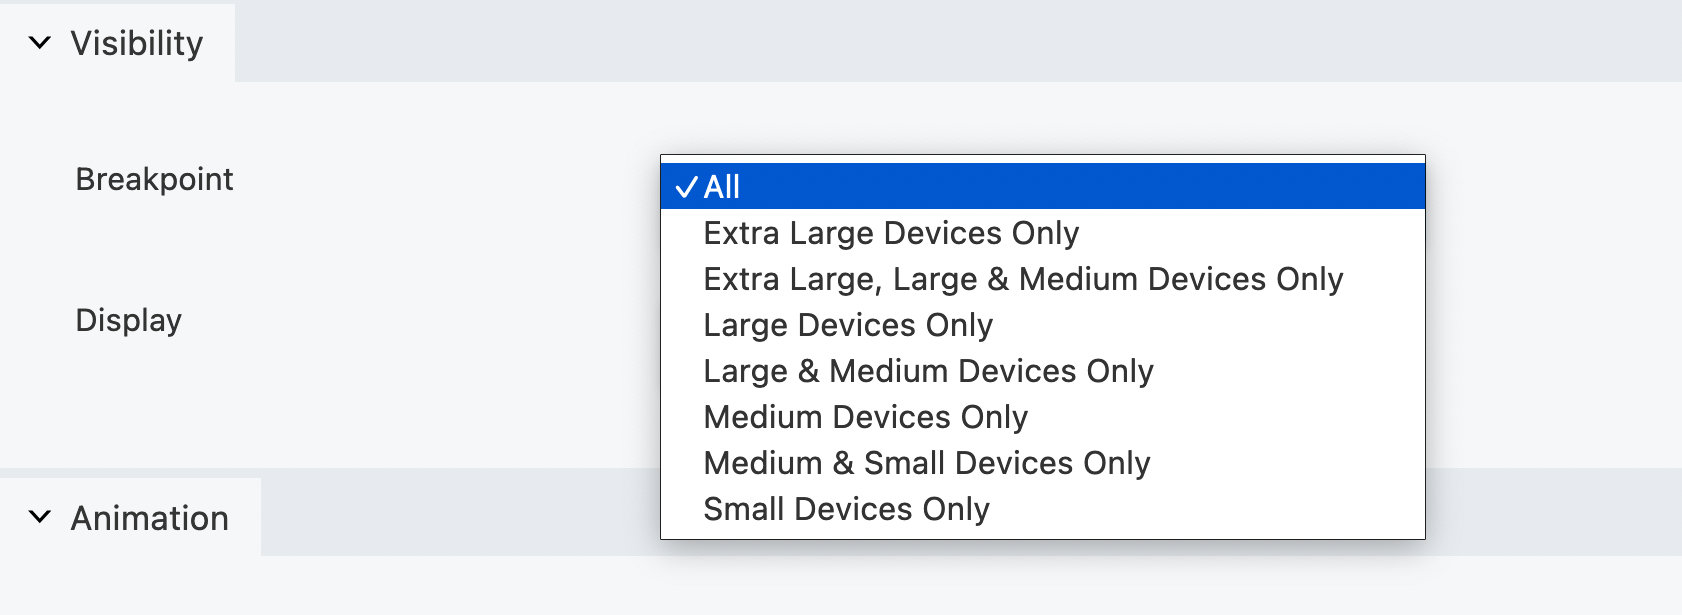 Visibility
Breakpoint
All
Extra Large Devices Only
Extra Large, Large & Medium Devices Only
Large Devices Only
Large & Medium Devices Only
Medium Devices Only
Medium & Small Devices Only
Small Devices Only
Display
Animation